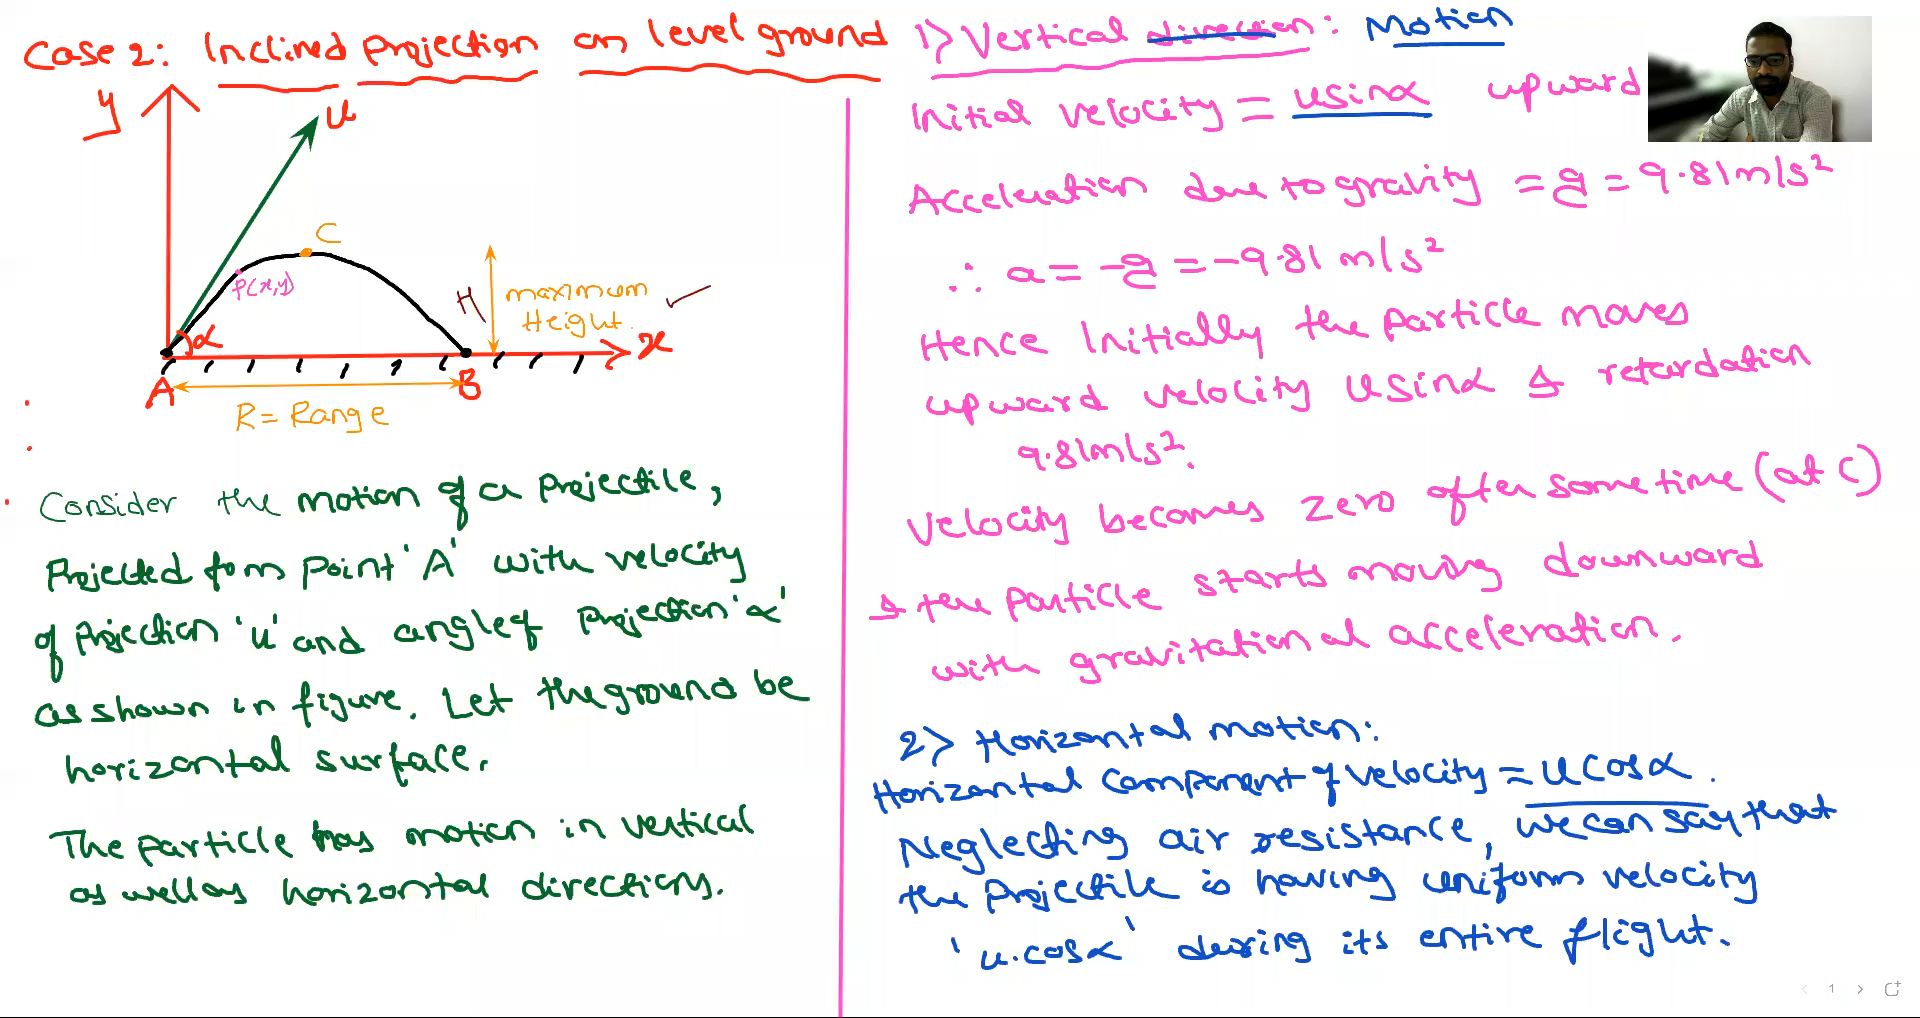 Case 2: Inclined Projection on level ground
y
u
C
P(x,y)
H
maximum
Height.
α
x
A
B
R = Range
Consider the motion of a Projectile,
Projected from Point 'A' with velocity
of Projection 'u' and angle of Projection 'α'
as shown in figure. Let the ground be
horizontal surface.
The particle has motion in vertical
as well as horizontal directions.
1> Vertical direction: Motion
Initial velocity = usinα upward
Acceleration due to gravity = g = 9.81 m/s²
∴ a = -g = -9.81 m/s²
Hence Initially the Particle moves
upward velocity usinα & retardation
9.81m/s².
Velocity becomes zero after some time (at C)
& the particle starts moving downward
with gravitational acceleration.
2> Horizontal motion:
Horizontal component of velocity = ucosα.
Neglecting air resistance, we can say that
the Projectile is having uniform velocity
'u.cosα' during its entire flight.
1